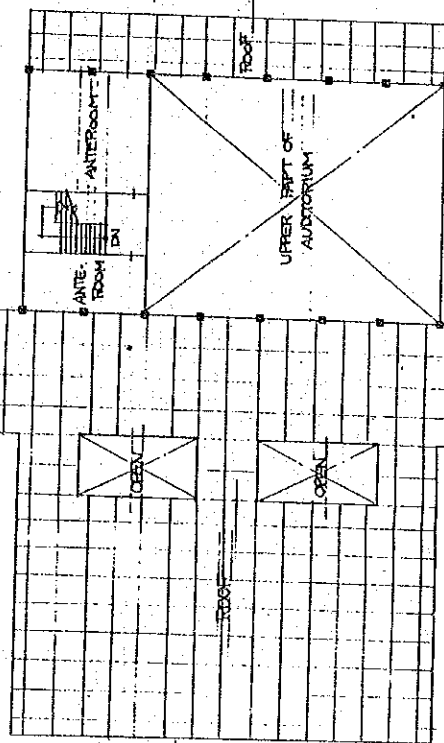 ROOF
ANTEROOM
UPPER PART OF
AUDITORIUM
DN
ANTE-
ROOM
OPEN
OPEN
ROOF